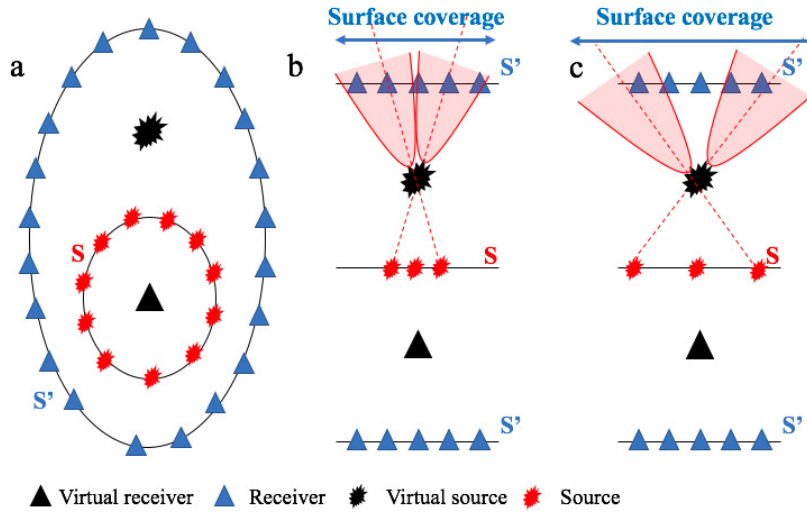 Surface coverage
Surface coverage
a
b
S'
c
S'
S
S
S
S'
S'
S'
Virtual receiver
Receiver
Virtual source
Source